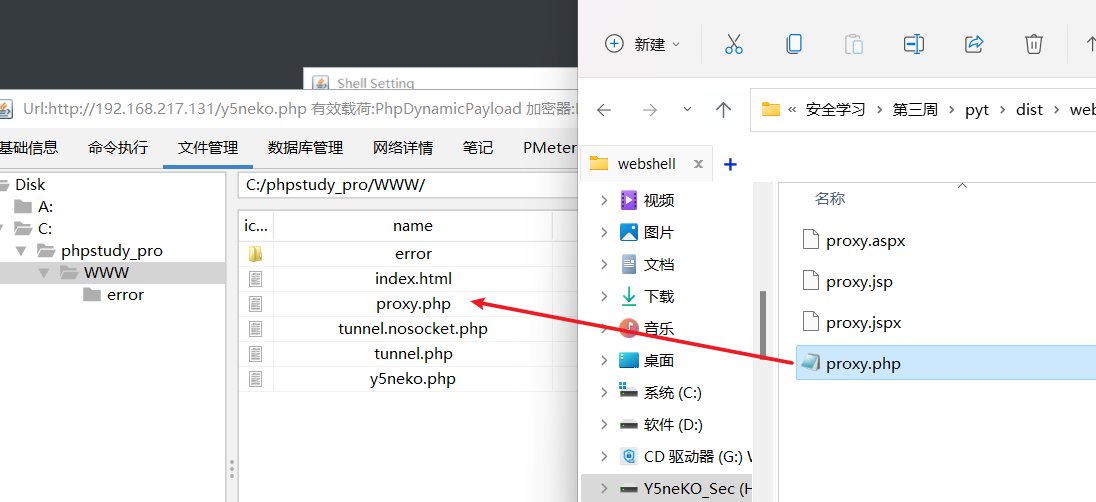 Shell Setting
Url:http://192.168.217.131/y5neko.php 有效载荷:PhpDynamicPayload 加密器:
基础信息 命令执行 文件管理 数据库管理 网络详情 笔记 PMeter
Disk
A:
C:
phpstudy_pro
WWW
error
C:/phpstudy_pro/WWW/
ic... name
error
index.html
proxy.php
tunnel.nosocket.php
tunnel.php
y5neko.php
新建
« 安全学习 › 第三周 › pyt › dist › web
webshell
视频
图片
文档
下载
音乐
桌面
系统 (C:)
软件 (D:)
CD 驱动器 (G:)
Y5neKO_Sec (H
名称
proxy.aspx
proxy.jsp
proxy.jspx
proxy.php